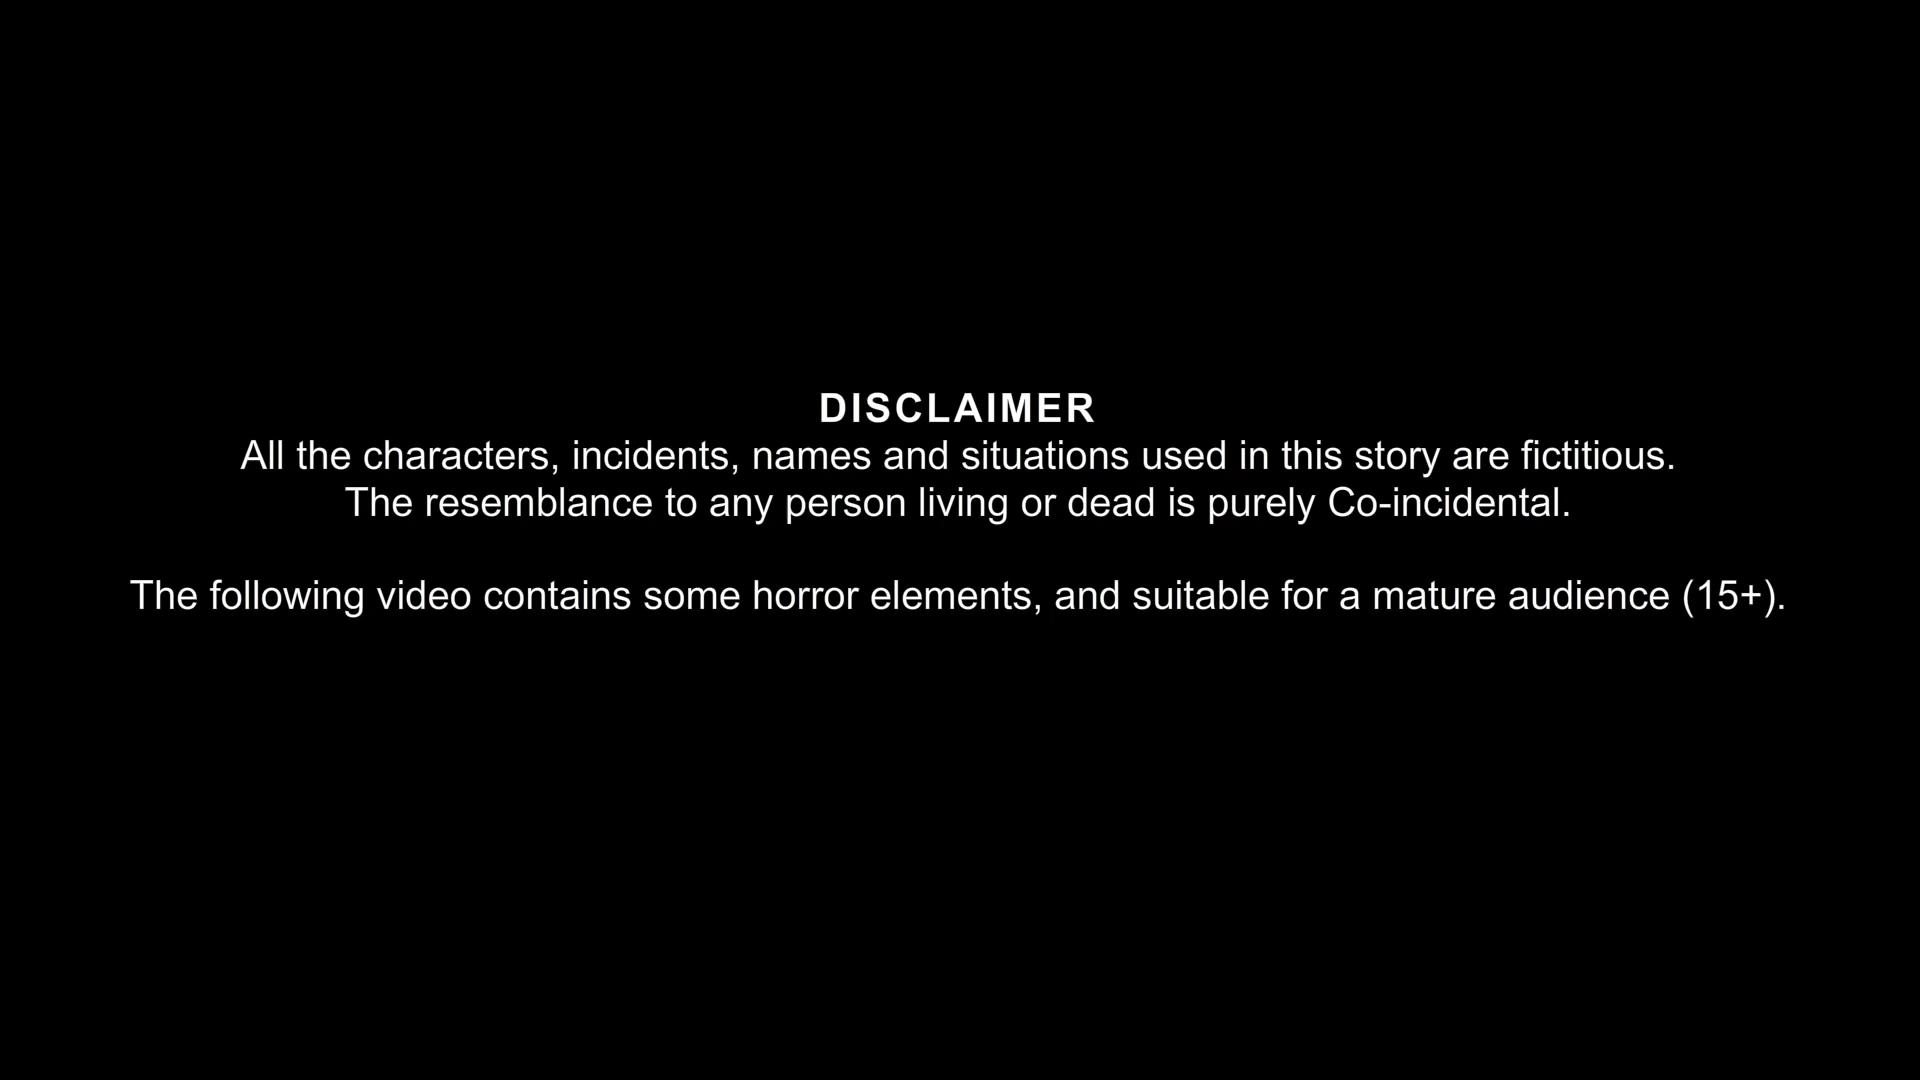 DISCLAIMER
All the characters, incidents, names and situations used in this story are fictitious.
The resemblance to any person living or dead is purely Co-incidental.
The following video contains some horror elements, and suitable for a mature audience (15+).